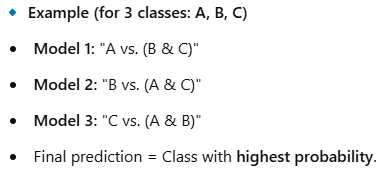 ◆ Example (for 3 classes: A, B, C)
• Model 1: "A vs. (B & C)"
• Model 2: "B vs. (A & C)"
• Model 3: "C vs. (A & B)"
• Final prediction = Class with highest probability.